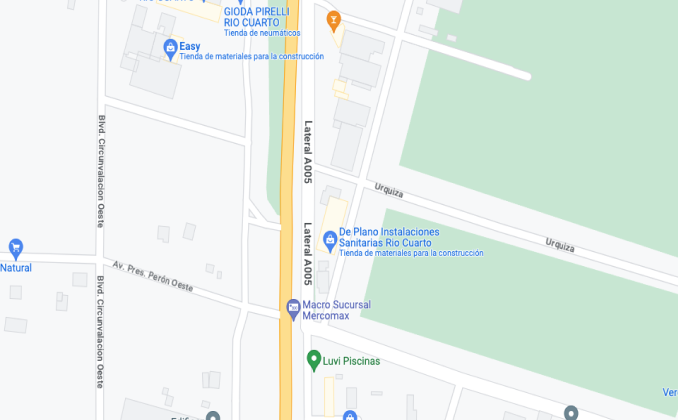 GIODA PIRELLI
RIO CUARTO
Tienda de neumáticos
Easy
Tienda de materiales para la construcción
Blvd. Circunvalacion Oeste
Lateral A005
Urquiza
De Plano Instalaciones
Sanitarias Rio Cuarto
Tienda de materiales para la construcción
Urquiza
Lateral A005
Natural
Av. Pres. Perón Oeste
Blvd. Circunvalacion Oeste
Macro Sucursal
Mercomax
Luvi Piscinas